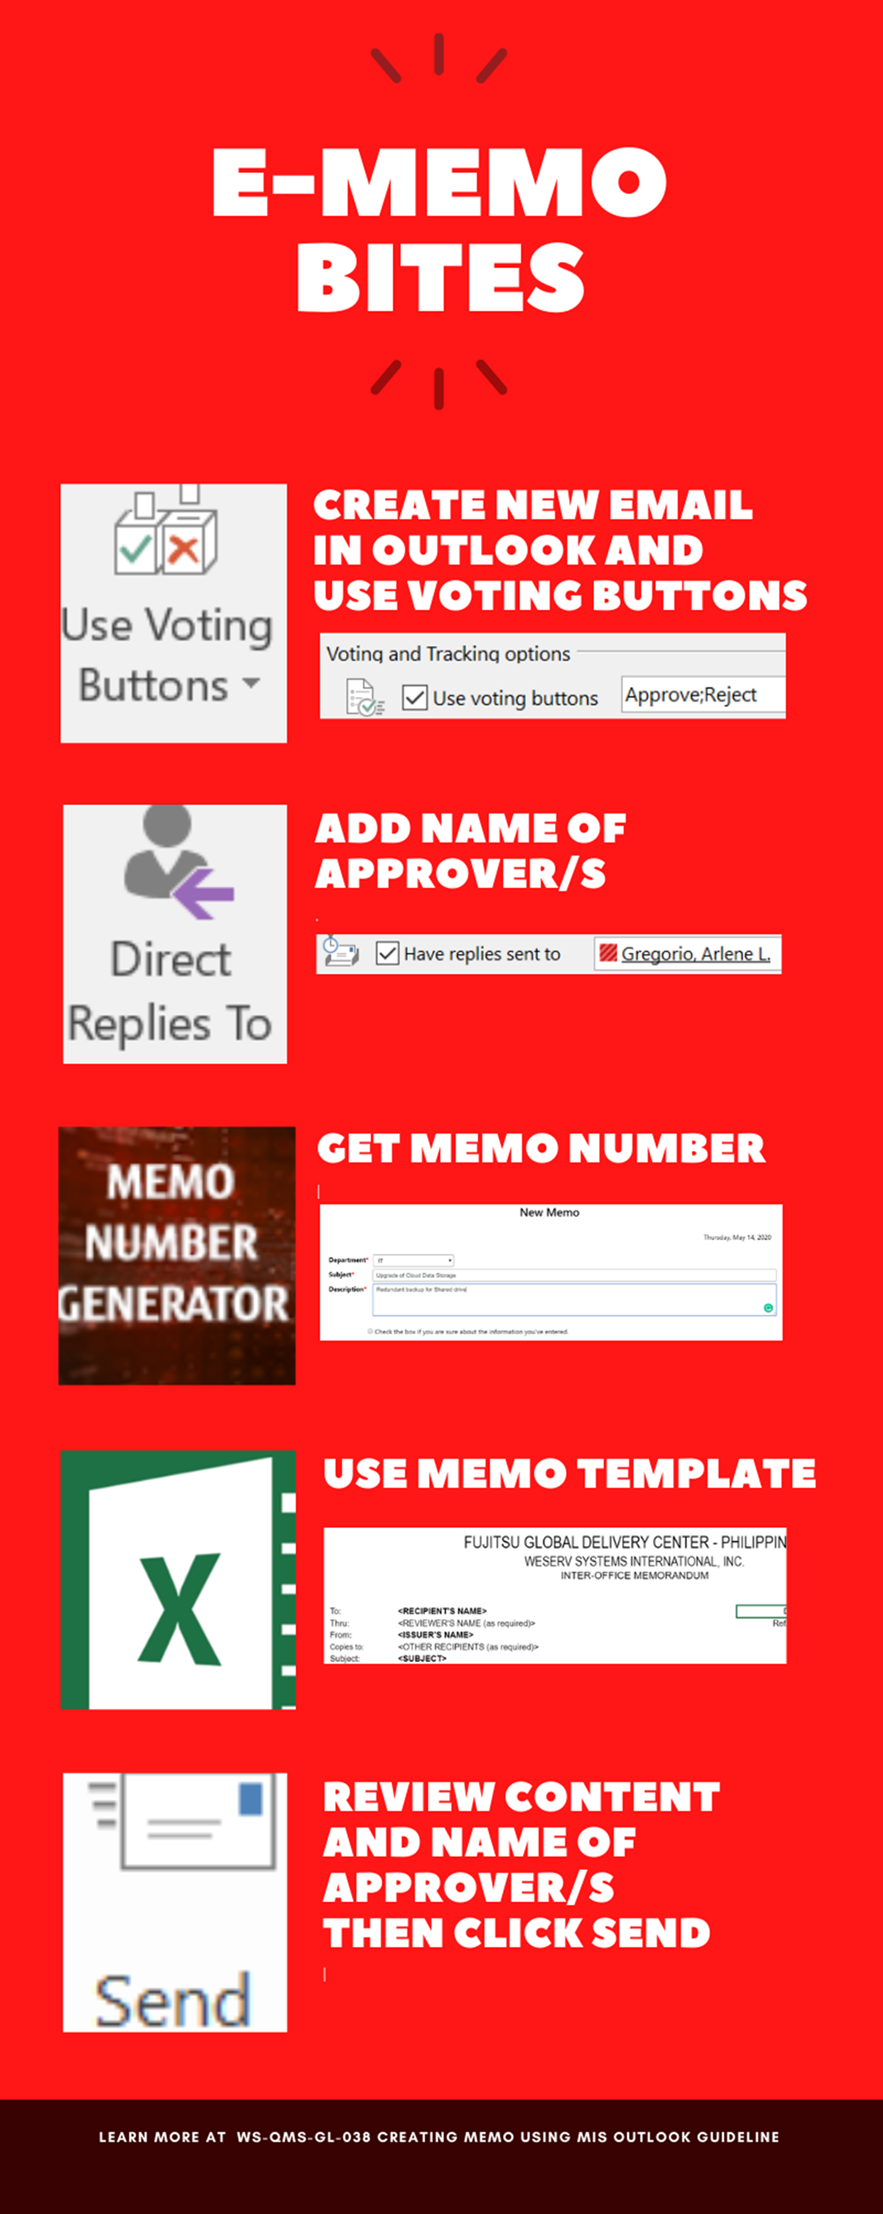 E-MEMO
BITES
Use Voting
Buttons
CREATE NEW EMAIL
IN OUTLOOK AND
USE VOTING BUTTONS
Voting and Tracking options
Use voting buttons Approve;Reject
Direct
Replies To
ADD NAME OF
APPROVER/S
.
Have replies sent to Gregorio, Arlene L.
MEMO
NUMBER
GENERATOR
GET MEMO NUMBER
New Memo
Thursday, May 14, 2020
Department* IT
Subject* Upgrade of Cloud Data Storage
Description* Redundant backup for Shared drive
Check the box if you are sure about the information you've entered.
X
USE MEMO TEMPLATE
FUJITSU GLOBAL DELIVERY CENTER - PHILIPPIN
WESERV SYSTEMS INTERNATIONAL, INC.
INTER-OFFICE MEMORANDUM
To: <RECIPIENT'S NAME>
Thru: <REVIEWER'S NAME (as required)> Ref
From: <ISSUER'S NAME>
Copies to: <OTHER RECIPIENTS (as required)>
Subject: <SUBJECT>
Send
REVIEW CONTENT
AND NAME OF
APPROVER/S
THEN CLICK SEND
LEARN MORE AT WS-QMS-GL-038 CREATING MEMO USING MIS OUTLOOK GUIDELINE